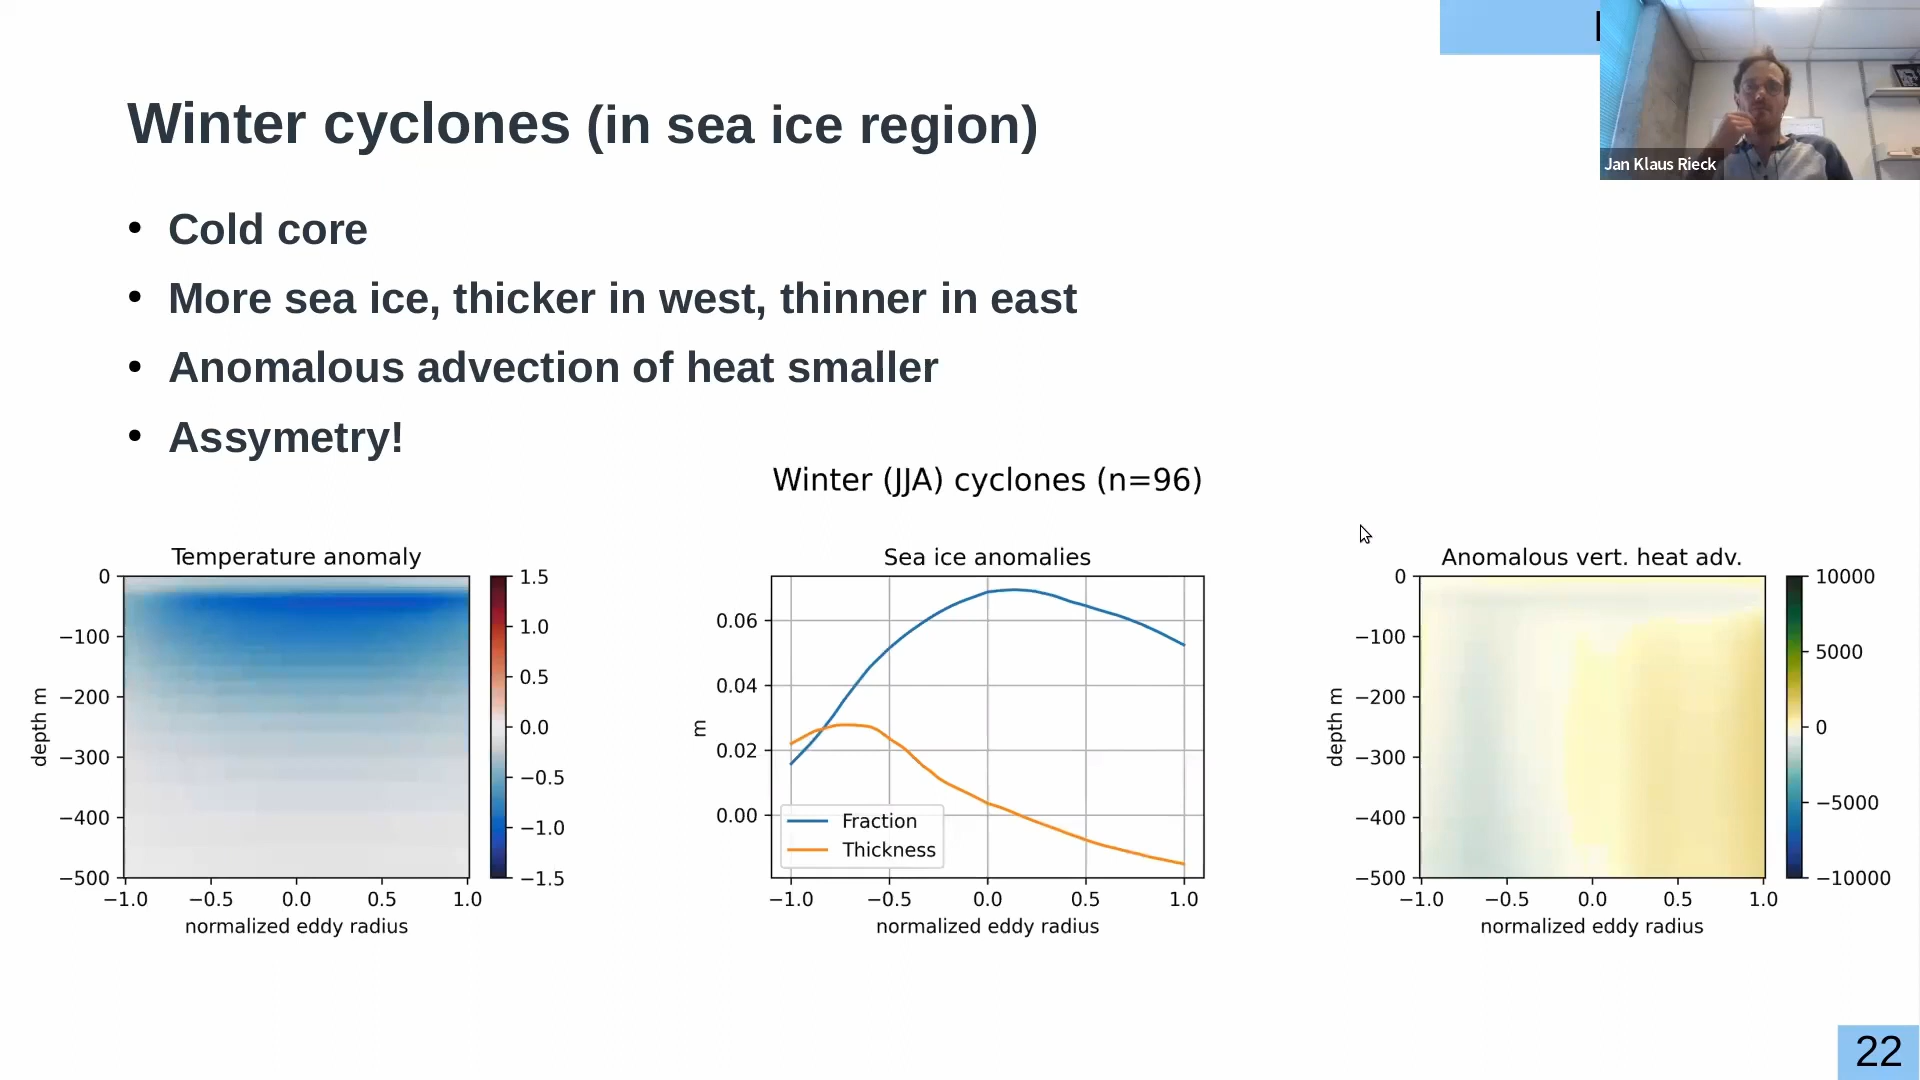 Jan Klaus Rieck
Winter cyclones (in sea ice region)
• Cold core
• More sea ice, thicker in west, thinner in east
• Anomalous advection of heat smaller
• Assymetry!
Winter (JJA) cyclones (n=96)
Temperature anomaly
0
−100
−200
−300
−400
−500
depth m
−1.0 −0.5 0.0 0.5 1.0
normalized eddy radius
1.5
1.0
0.5
0.0
−0.5
−1.0
−1.5
Sea ice anomalies
0.06
0.04
0.02
0.00
m
Fraction
Thickness
−1.0 −0.5 0.0 0.5 1.0
normalized eddy radius
Anomalous vert. heat adv.
0
−100
−200
−300
−400
−500
depth m
−1.0 −0.5 0.0 0.5 1.0
normalized eddy radius
10000
5000
0
−5000
−10000
22